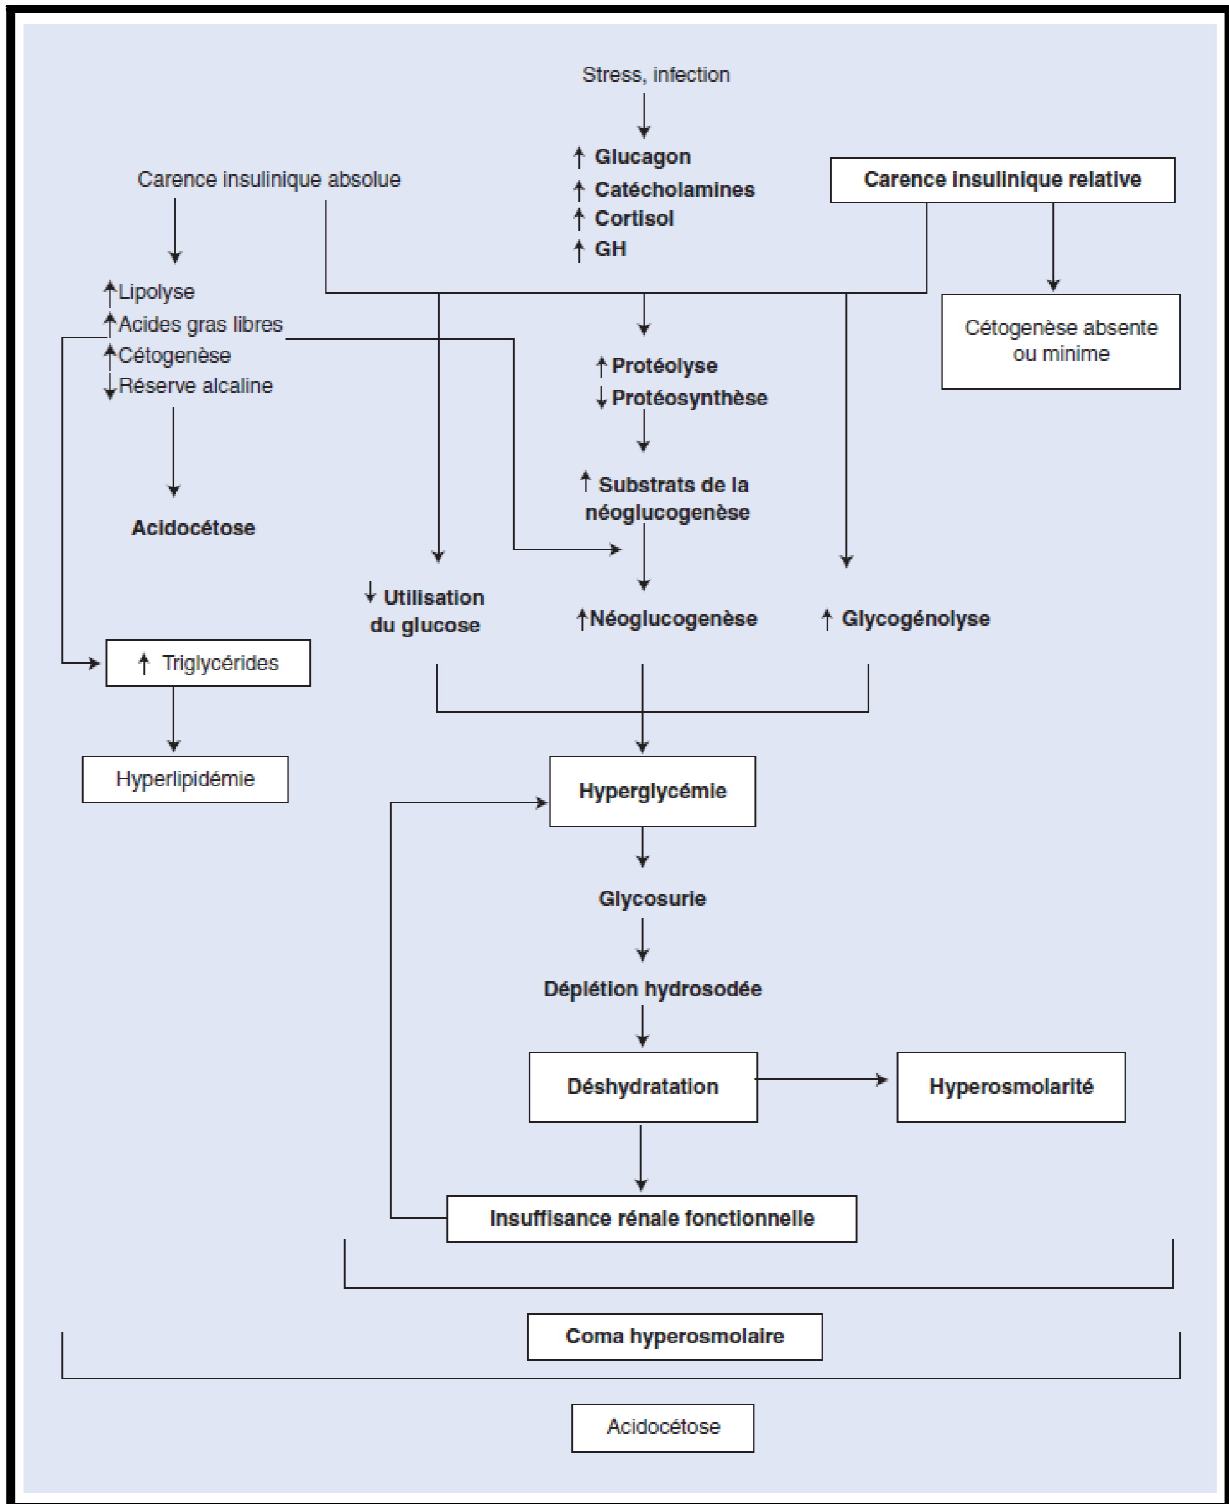 Stress, infection
↑ Glucagon
↑ Catécholamines
↑ Cortisol
↑ GH
Carence insulinique absolue
Carence insulinique relative
↑Lipolyse
↑Acides gras libres
↑Cétogenèse
↓Réserve alcaline
Cétogenèse absente
ou minime
↑ Protéolyse
↓ Protéosynthèse
↑ Substrats de la
néoglucogenèse
Acidocétose
↓ Utilisation
du glucose
↑Néoglucogenèse
↑ Glycogénolyse
↑ Triglycérides
Hyperlipidémie
Hyperglycémie
Glycosurie
Déplétion hydrosodée
Déshydratation
Hyperosmolarité
Insuffisance rénale fonctionnelle
Coma hyperosmolaire
Acidocétose